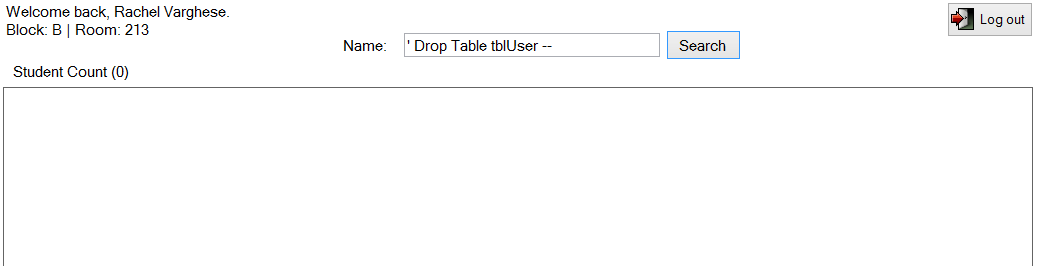 Welcome back, Rachel Varghese.
Block: B | Room: 213
Log out
Name: ' Drop Table tblUser -- Search
Student Count (0)